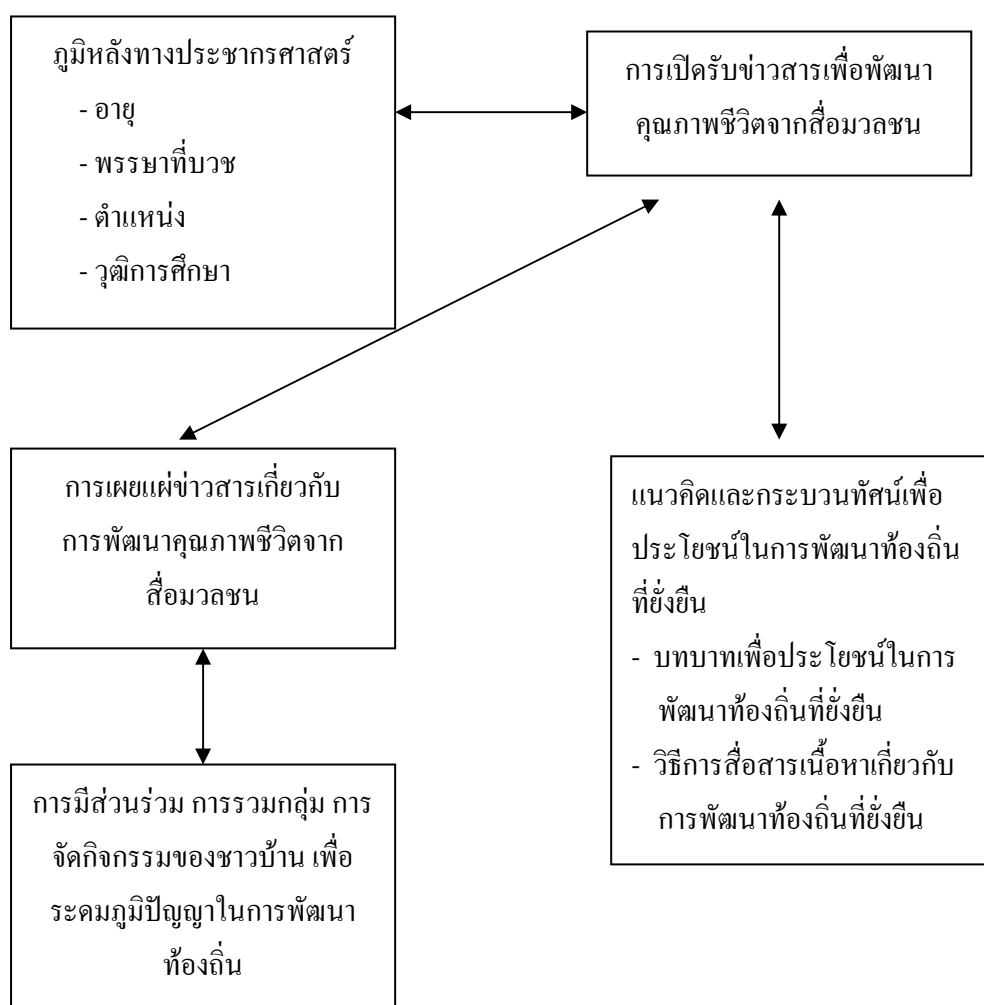 ภูมิหลังทางประชากรศาสตร์
- อายุ
- พรรษาที่บวช
- ตำแหน่ง
- วุฒิการศึกษา
การเปิดรับข่าวสารเพื่อพัฒนา
คุณภาพชีวิตจากสื่อมวลชน
การเผยแผ่ข่าวสารเกี่ยวกับ
การพัฒนาคุณภาพชีวิตจาก
สื่อมวลชน
แนวคิดและกระบวนทัศน์เพื่อ
ประโยชน์ในการพัฒนาท้องถิ่น
ที่ยั่งยืน
- บทบาทเพื่อประโยชน์ในการ
พัฒนาท้องถิ่นที่ยั่งยืน
- วิธีการสื่อสารเนื้อหาเกี่ยวกับ
การพัฒนาท้องถิ่นที่ยั่งยืน
การมีส่วนร่วม การรวมกลุ่ม การ
จัดกิจกรรมของชาวบ้าน เพื่อ
ระดมภูมิปัญญาในการพัฒนา
ท้องถิ่น